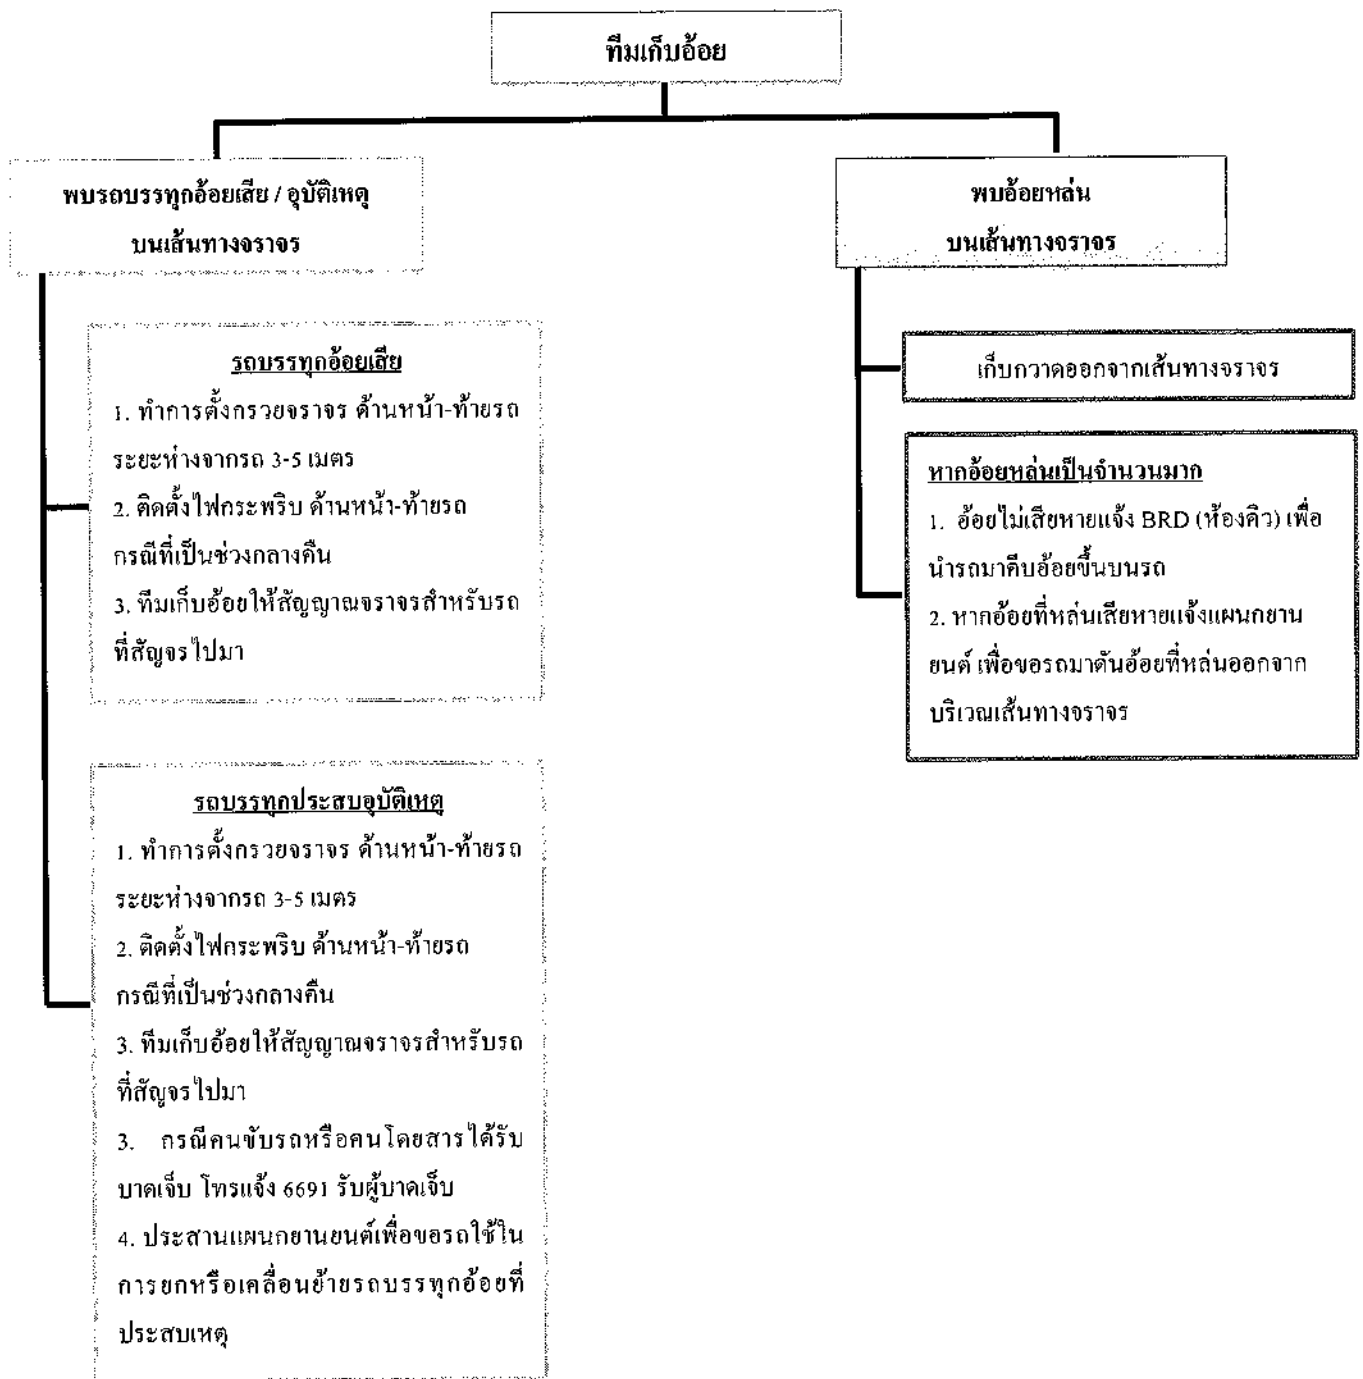 ทีมเก็บอ้อย
พบรถบรรทุกอ้อยเสีย / อุบัติเหตุ
บนเส้นทางจราจร
รถบรรทุกอ้อยเสีย
1. ทำการตั้งกรวยจราจร ด้านหน้า-ท้ายรถ
ระยะห่างจากรถ 3-5 เมตร
2. ติดตั้งไฟกระพริบ ด้านหน้า-ท้ายรถ
กรณีที่เป็นช่วงกลางคืน
3. ทีมเก็บอ้อยให้สัญญาณจราจรสำหรับรถ
ที่สัญจรไปมา
รถบรรทุกประสบอุบัติเหตุ
1. ทำการตั้งกรวยจราจร ด้านหน้า-ท้ายรถ
ระยะห่างจากรถ 3-5 เมตร
2. ติดตั้งไฟกระพริบ ด้านหน้า-ท้ายรถ
กรณีที่เป็นช่วงกลางคืน
3. ทีมเก็บอ้อยให้สัญญาณจราจรสำหรับรถ
ที่สัญจรไปมา
3. กรณีคนขับรถหรือคนโดยสารได้รับ
บาดเจ็บ โทรแจ้ง 6691 รับผู้บาดเจ็บ
4. ประสานแผนกยานยนต์เพื่อขอรถใช้ใน
การยกหรือเคลื่อนย้ายรถบรรทุกอ้อยที่
ประสบเหตุ
พบอ้อยหล่น
บนเส้นทางจราจร
เก็บกวาดออกจากเส้นทางจราจร
หากอ้อยหล่นเป็นจำนวนมาก
1. อ้อยไม่เสียหายแจ้ง BRD (ห้องคิว) เพื่อ
นำรถมาคีบอ้อยขึ้นบนรถ
2. หากอ้อยที่หล่นเสียหายแจ้งแผนกยาน
ยนต์ เพื่อขอรถมาดันอ้อยที่หล่นออกจาก
บริเวณเส้นทางจราจร